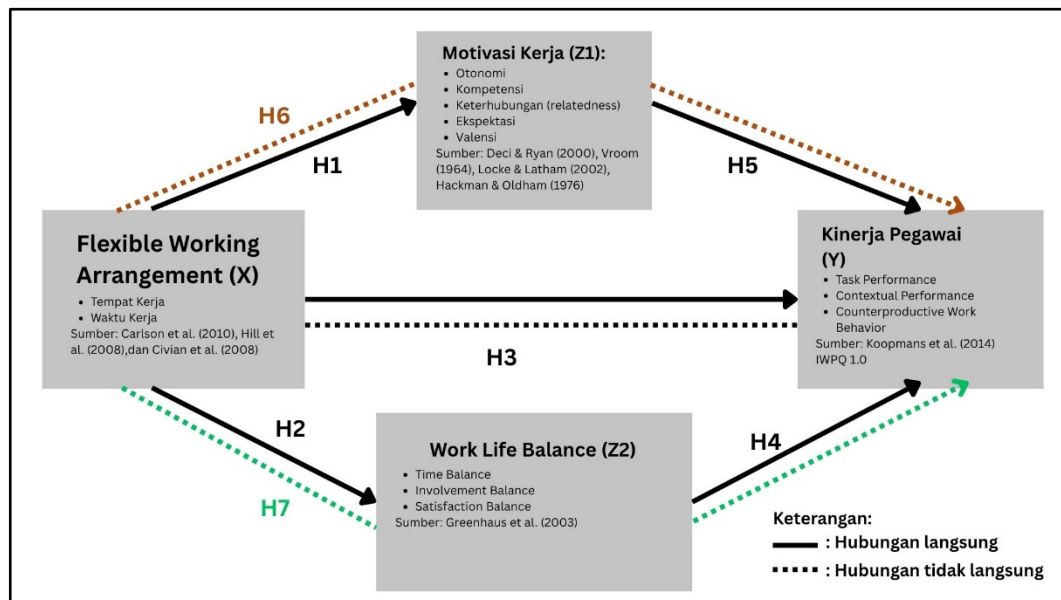 Motivasi Kerja (Z1):
• Otonomi
• Kompetensi
• Keterhubungan (relatedness)
• Ekspektasi
• Valensi
Sumber: Deci & Ryan (2000), Vroom
(1964), Locke & Latham (2002),
Hackman & Oldham (1976)
H6
H1
H5
Flexible Working
Arrangement (X)
• Tempat Kerja
• Waktu Kerja
Sumber: Carlson et al. (2010), Hill et
al. (2008),dan Civian et al. (2008)
Kinerja Pegawai
(Y)
• Task Performance
• Contextual Performance
• Counterproductive Work
Behavior
Sumber: Koopmans et al. (2014)
IWPQ 1.0
H3
H2
H7
Work Life Balance (Z2)
• Time Balance
• Involvement Balance
• Satisfaction Balance
Sumber: Greenhaus et al. (2003)
H4
Keterangan:
: Hubungan langsung
: Hubungan tidak langsung